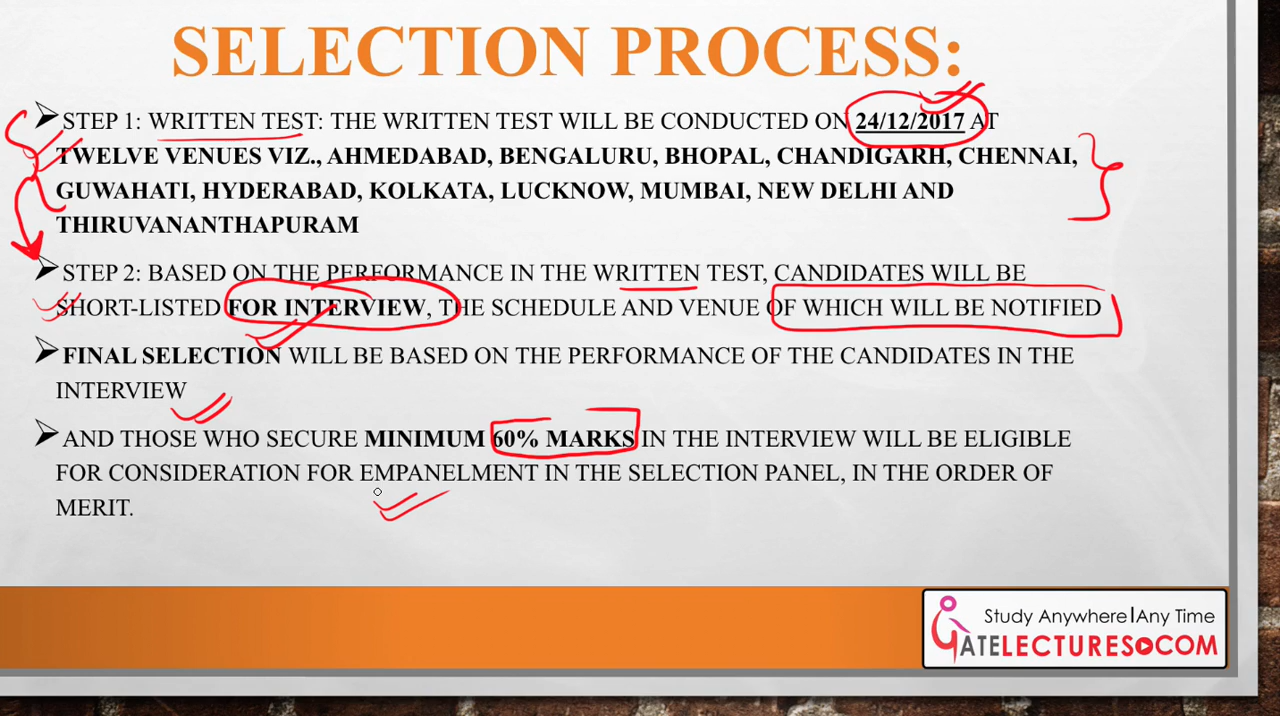 SELECTION PROCESS:
STEP 1: WRITTEN TEST: THE WRITTEN TEST WILL BE CONDUCTED ON 24/12/2017 AT
TWELVE VENUES VIZ., AHMEDABAD, BENGALURU, BHOPAL, CHANDIGARH, CHENNAI,
GUWAHATI, HYDERABAD, KOLKATA, LUCKNOW, MUMBAI, NEW DELHI AND
THIRUVANANTHAPURAM
STEP 2: BASED ON THE PERFORMANCE IN THE WRITTEN TEST, CANDIDATES WILL BE
SHORT-LISTED FOR INTERVIEW, THE SCHEDULE AND VENUE OF WHICH WILL BE NOTIFIED
FINAL SELECTION WILL BE BASED ON THE PERFORMANCE OF THE CANDIDATES IN THE
INTERVIEW
AND THOSE WHO SECURE MINIMUM 60% MARKS IN THE INTERVIEW WILL BE ELIGIBLE
FOR CONSIDERATION FOR EMPANELMENT IN THE SELECTION PANEL, IN THE ORDER OF
MERIT.
Study Anywhere|Any Time
GATELECTURES.COM